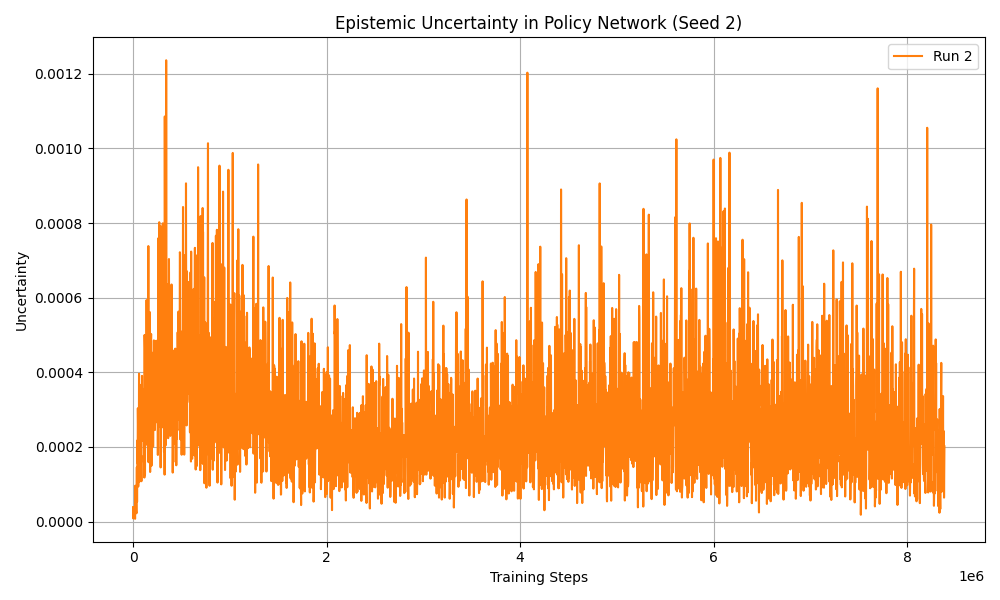 Epistemic Uncertainty in Policy Network (Seed 2)
Run 2
Uncertainty
0.0012
0.0010
0.0008
0.0006
0.0004
0.0002
0.0000
0 2 4 6 8
1e6
Training Steps